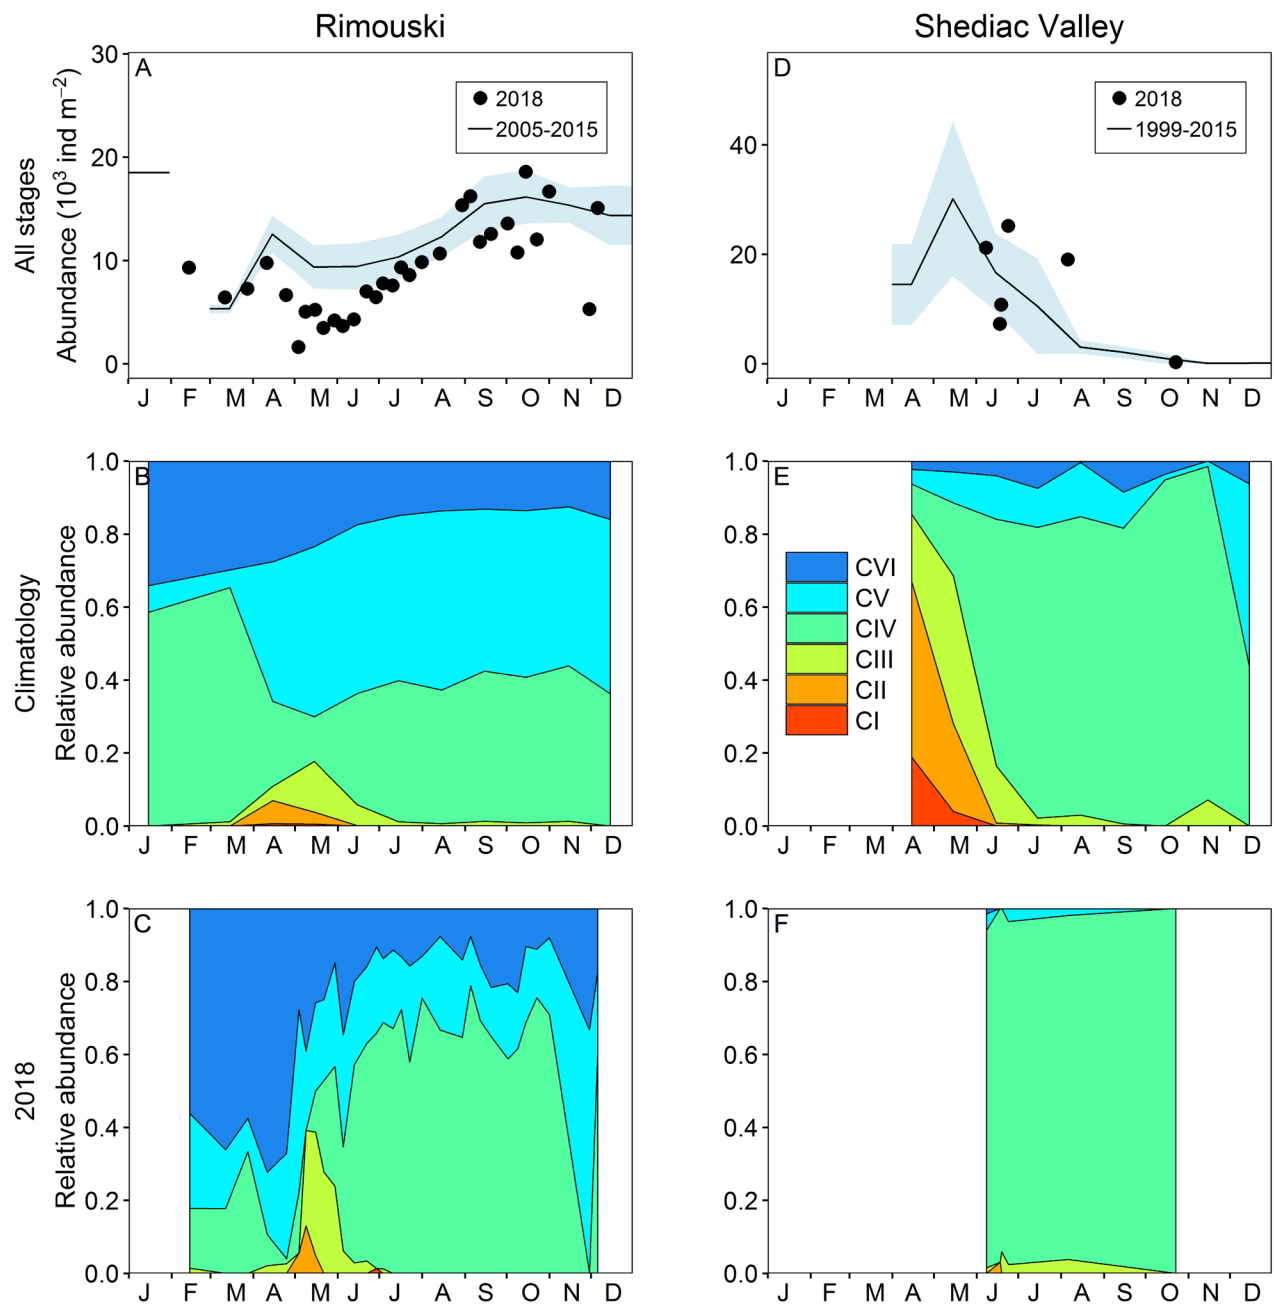 Rimouski
Shediac Valley
All stages
Abundance (10³ ind m⁻²)
A
30
20
10
0
2018
2005-2015
J F M A M J J A S O N D
D
40
20
0
2018
1999-2015
J F M A M J J A S O N D
Climatology
Relative abundance
B
1.0
0.8
0.6
0.4
0.2
0.0
J F M A M J J A S O N D
E
1.0
0.8
0.6
0.4
0.2
0.0
CVI
CV
CIV
CIII
CII
CI
J F M A M J J A S O N D
2018
Relative abundance
C
1.0
0.8
0.6
0.4
0.2
0.0
J F M A M J J A S O N D
F
1.0
0.8
0.6
0.4
0.2
0.0
J F M A M J J A S O N D